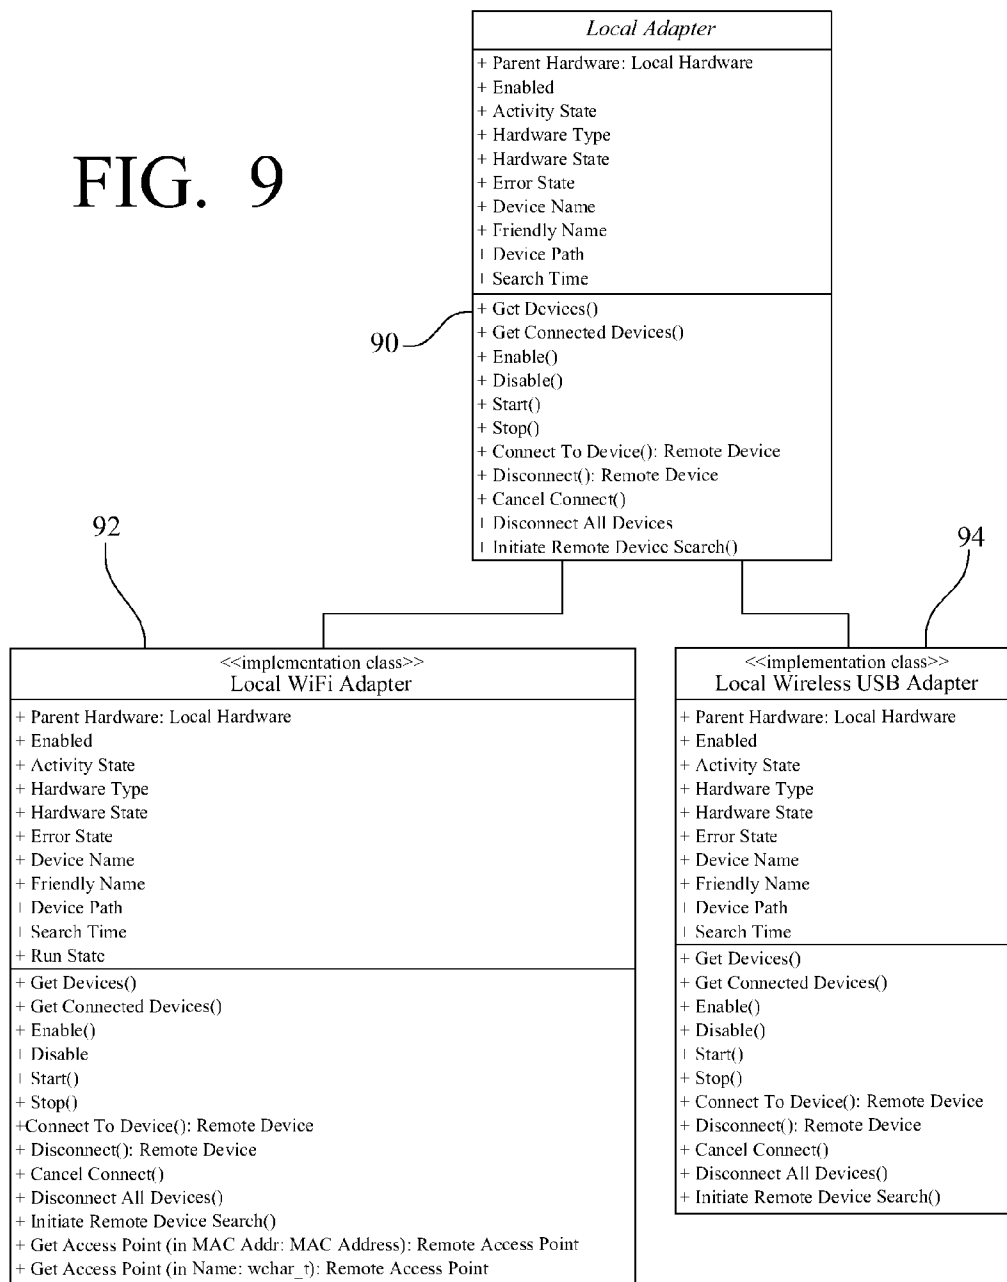 FIG. 9
Local Adapter
+ Parent Hardware: Local Hardware
+ Enabled
+ Activity State
+ Hardware Type
+ Hardware State
+ Error State
+ Device Name
+ Friendly Name
+ Device Path
+ Search Time
90
+ Get Devices()
+ Get Connected Devices()
+ Enable()
+ Disable()
+ Start()
+ Stop()
+ Connect To Device(): Remote Device
+ Disconnect(): Remote Device
+ Cancel Connect()
+ Disconnect All Devices
+ Initiate Remote Device Search()
92
<<implementation class>>
Local WiFi Adapter
+ Parent Hardware: Local Hardware
+ Enabled
+ Activity State
+ Hardware Type
+ Hardware State
+ Error State
+ Device Name
+ Friendly Name
+ Device Path
+ Search Time
+ Run State
+ Get Devices()
+ Get Connected Devices()
+ Enable()
+ Disable
+ Start()
+ Stop()
+Connect To Device(): Remote Device
+ Disconnect(): Remote Device
+ Cancel Connect()
+ Disconnect All Devices()
+ Initiate Remote Device Search()
+ Get Access Point (in MAC Addr: MAC Address): Remote Access Point
+ Get Access Point (in Name: wchar_t): Remote Access Point
94
<<implementation class>>
Local Wireless USB Adapter
+ Parent Hardware: Local Hardware
+ Enabled
+ Activity State
+ Hardware Type
+ Hardware State
+ Error State
+ Device Name
+ Friendly Name
+ Device Path
+ Search Time
+ Get Devices()
+ Get Connected Devices()
+ Enable()
+ Disable()
+ Start()
+ Stop()
+ Connect To Device(): Remote Device
+ Disconnect(): Remote Device
+ Cancel Connect()
+ Disconnect All Devices()
+ Initiate Remote Device Search()